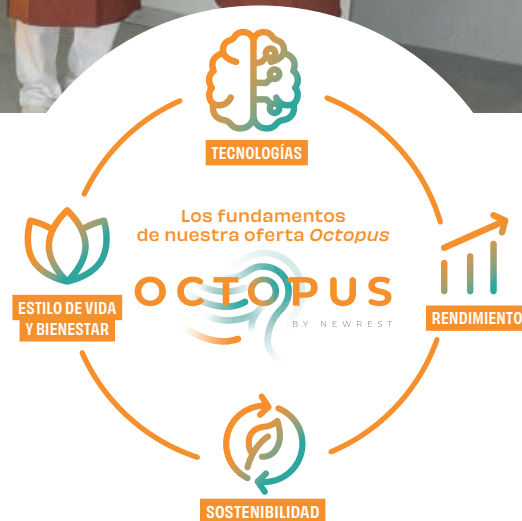 TECNOLOGÍAS
Los fundamentos
de nuestra oferta Octopus
OCTOPUS
BY NEWREST
ESTILO DE VIDA
Y BIENESTAR
RENDIMIENTO
SOSTENIBILIDAD